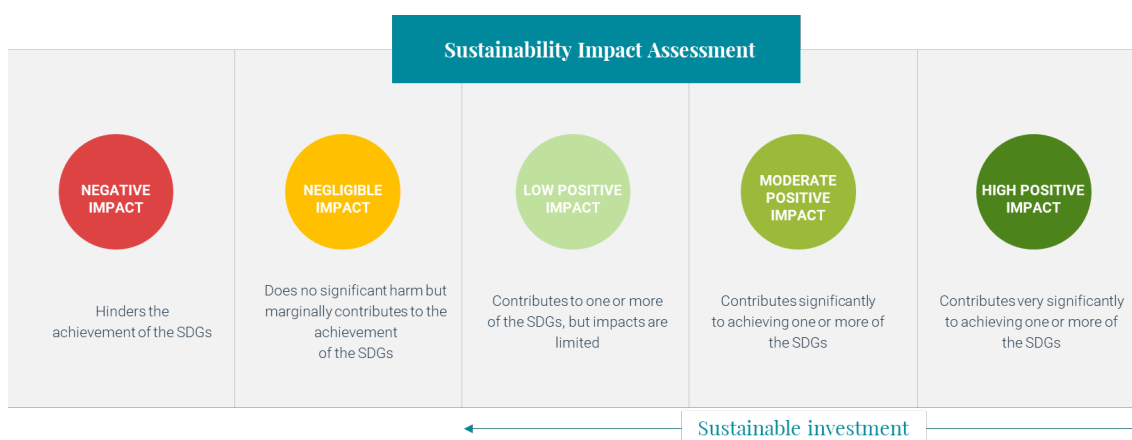 Sustainability Impact Assessment
NEGATIVE
IMPACT
Hinders the
achievement of the SDGs
NEGLIGIBLE
IMPACT
Does no significant harm but
marginally contributes to the
achievement
of the SDGs
LOW POSITIVE
IMPACT
Contributes to one or more
of the SDGs, but impacts are
limited
MODERATE
POSITIVE
IMPACT
Contributes significantly
to achieving one or more of
the SDGs
HIGH POSITIVE
IMPACT
Contributes very significantly
to achieving one or more of
the SDGs
Sustainable investment